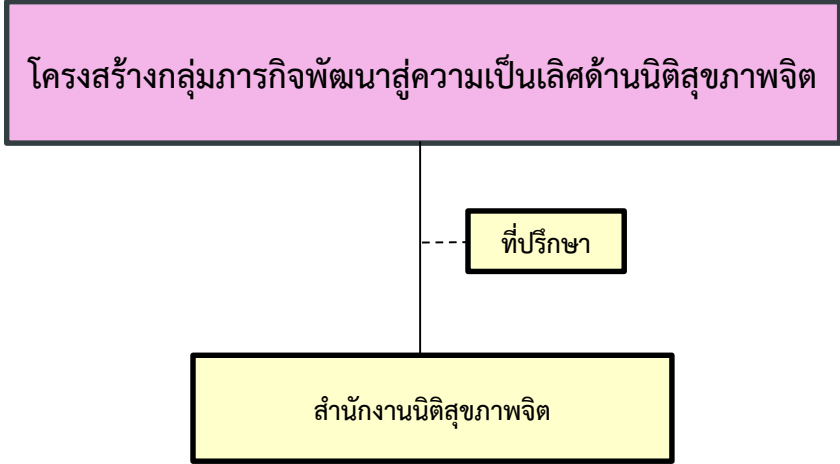 โครงสร้างกลุ่มภารกิจพัฒนาสู่ความเป็นเลิศด้านนิติสุขภาพจิต
ที่ปรึกษา
สำนักงานนิติสุขภาพจิต